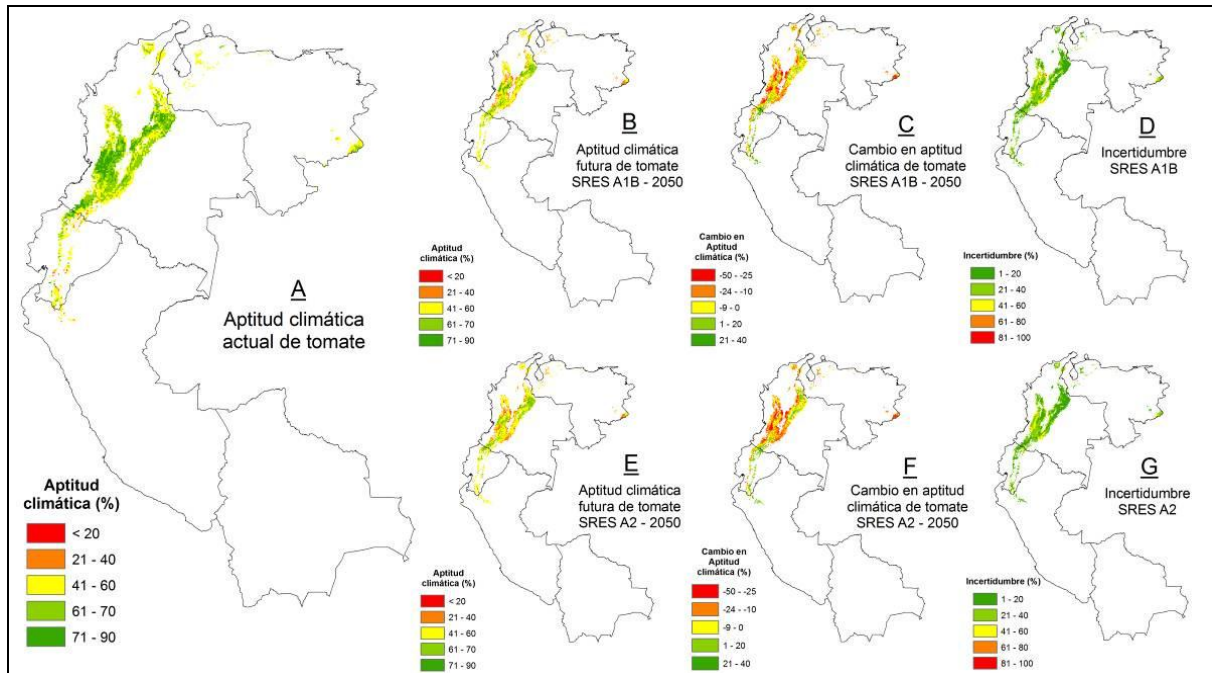 A
Aptitud climática
actual de tomate
Aptitud
climática (%)
< 20
21 - 40
41 - 60
61 - 70
71 - 90
B
Aptitud climática
futura de tomate
SRES A1B - 2050
Aptitud
climática (%)
< 20
21 - 40
41 - 60
61 - 70
71 - 90
C
Cambio en aptitud
climática de tomate
SRES A1B - 2050
Cambio en
Aptitud
climática (%)
-50 - -25
-24 - -10
-9 - 0
1 - 20
21 - 40
D
Incertidumbre
SRES A1B
Incertidumbre (%)
1 - 20
21 - 40
41 - 60
61 - 80
81 - 100
E
Aptitud climática
futura de tomate
SRES A2 - 2050
Aptitud
climática (%)
< 20
21 - 40
41 - 60
61 - 70
71 - 90
F
Cambio en aptitud
climática de tomate
SRES A2 - 2050
Cambio en
Aptitud
climática (%)
-50 - -25
-24 - -10
-9 - 0
1 - 20
21 - 40
G
Incertidumbre
SRES A2
Incertidumbre (%)
1 - 20
21 - 40
41 - 60
61 - 80
81 - 100